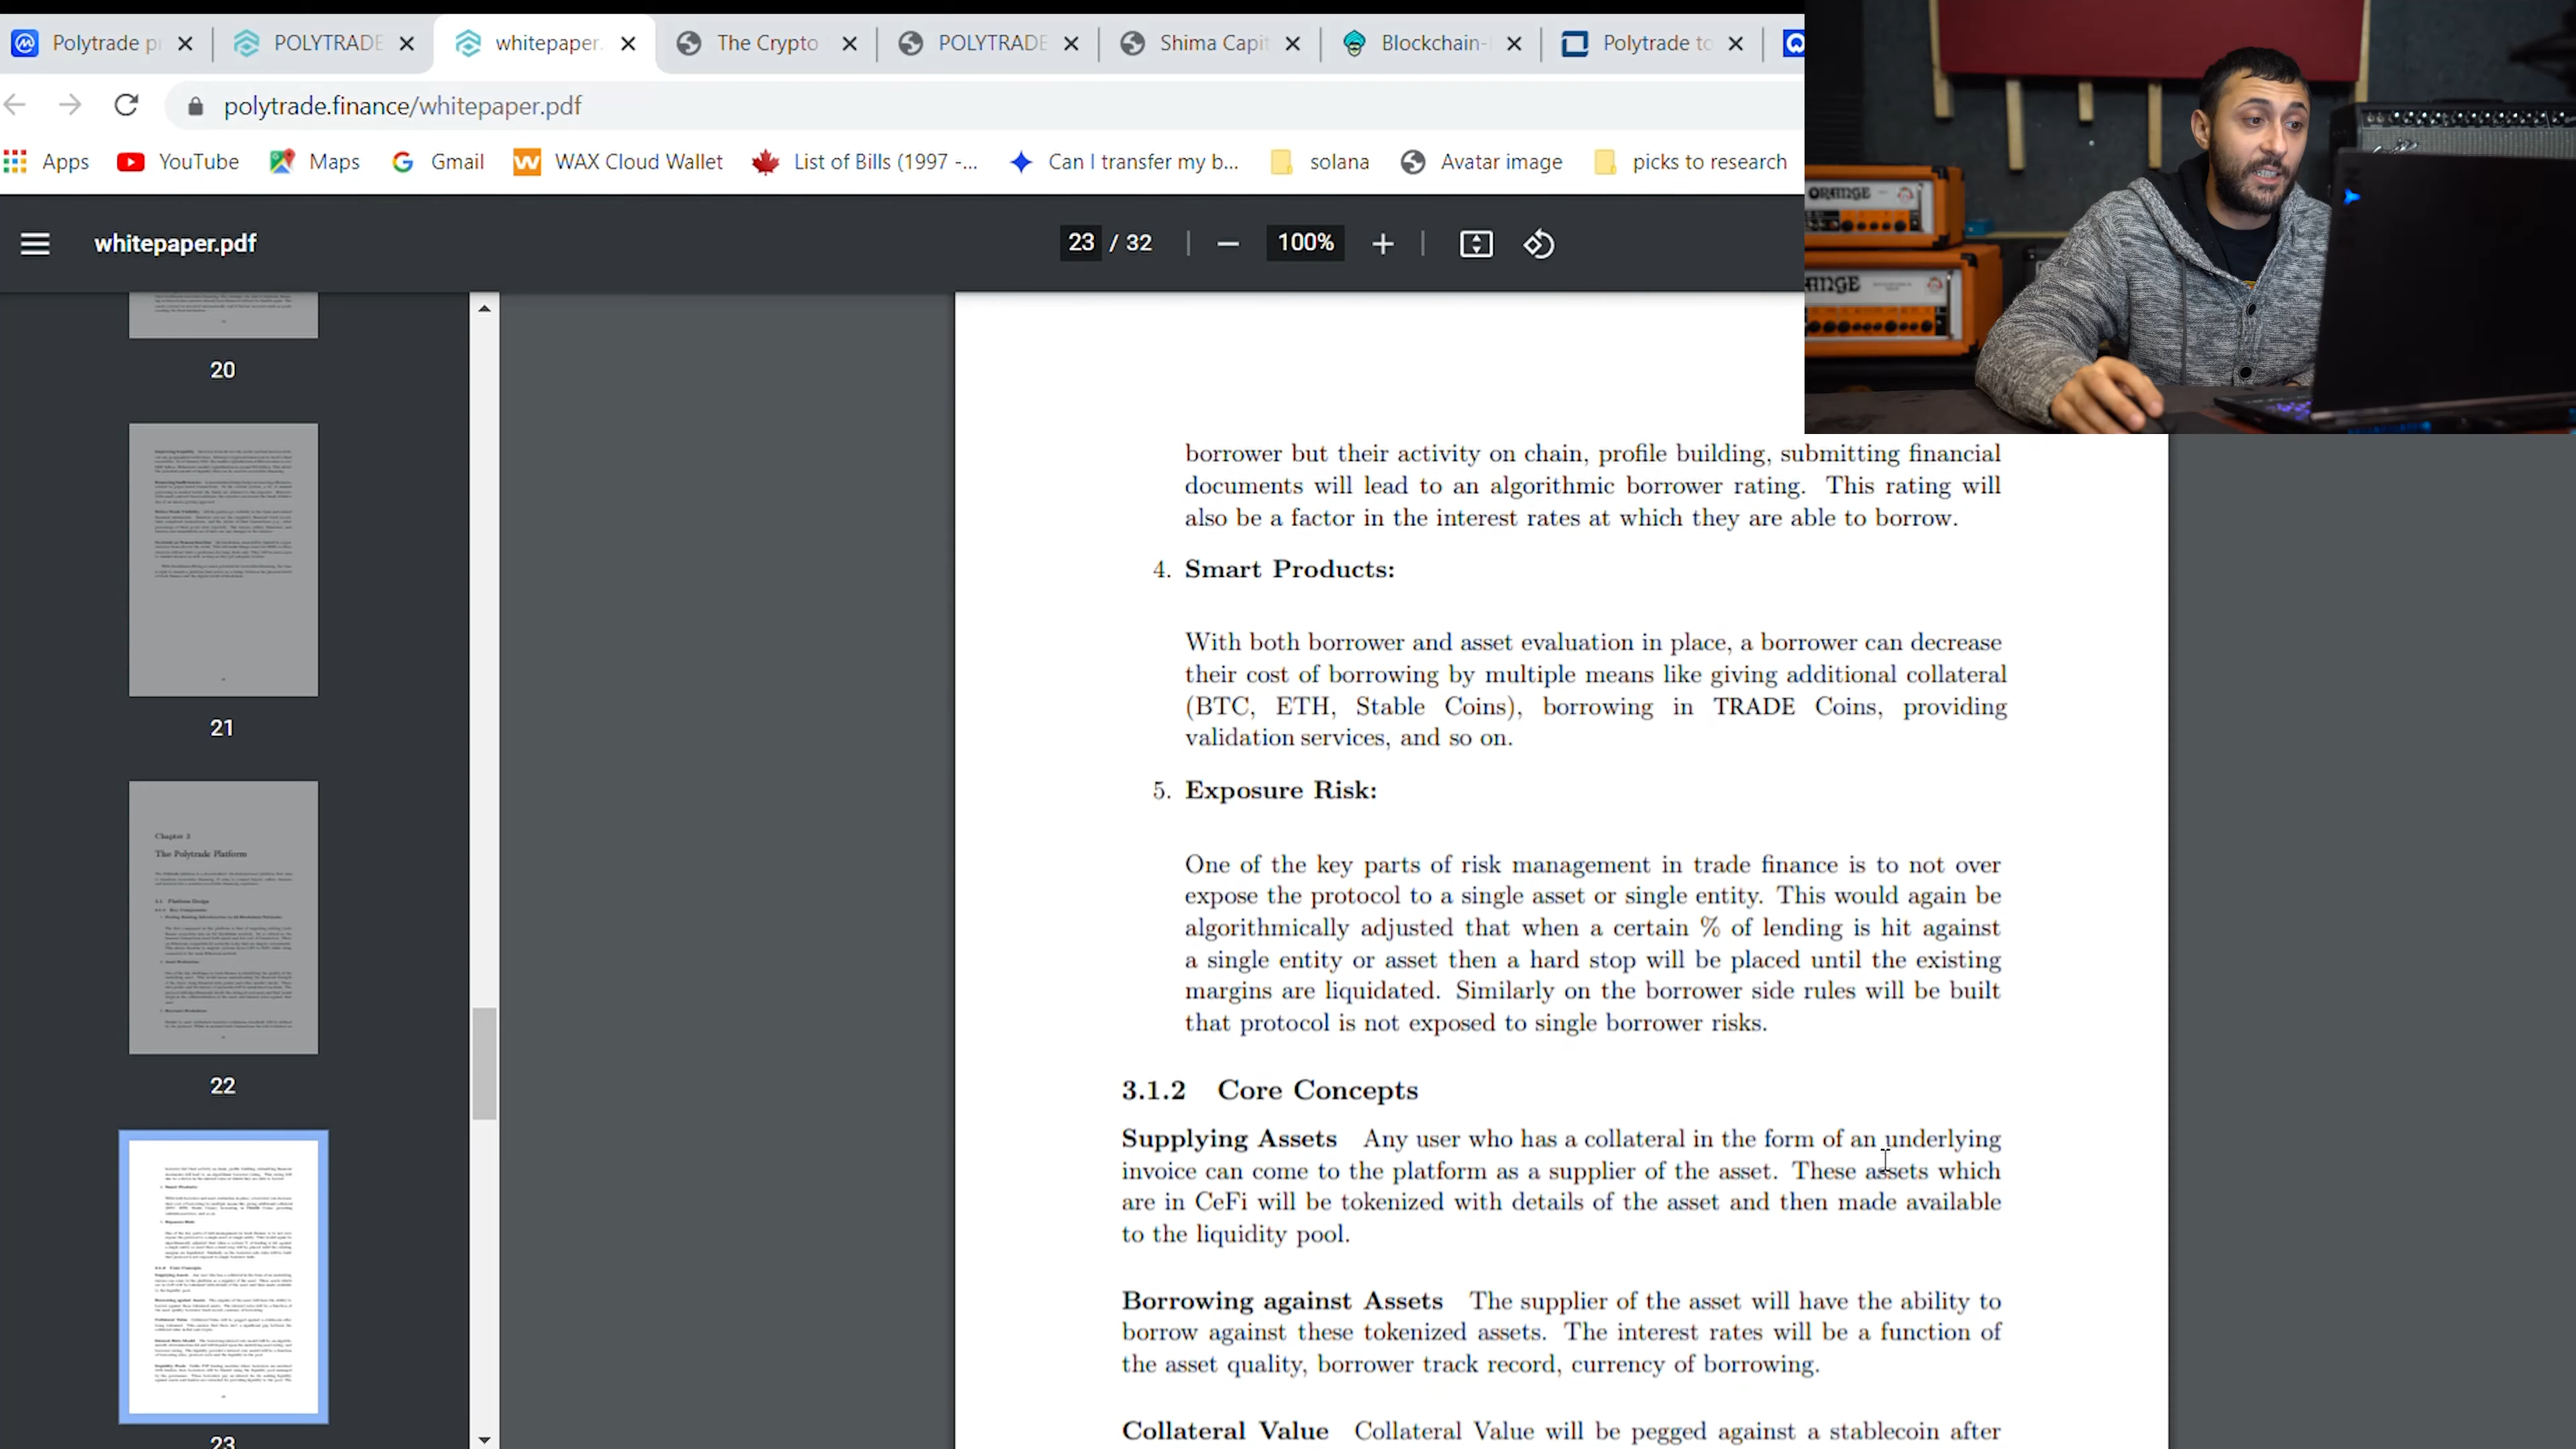 Polytrade p
POLYTRADE
whitepaper.
The Crypto
POLYTRADE
Shima Capit
Blockchain-
Polytrade to
polytrade.finance/whitepaper.pdf
Apps
YouTube
Maps
Gmail
WAX Cloud Wallet
List of Bills (1997 -...
Can I transfer my b...
solana
Avatar image
picks to research
ORANGE
whitepaper.pdf
23 / 32
100%
20
21
Chapter 3
The Polytrade Platform
22
23
borrower but their activity on chain, profile building, submitting financial
documents will lead to an algorithmic borrower rating. This rating will
also be a factor in the interest rates at which they are able to borrow.
4. Smart Products:
With both borrower and asset evaluation in place, a borrower can decrease
their cost of borrowing by multiple means like giving additional collateral
(BTC, ETH, Stable Coins), borrowing in TRADE Coins, providing
validation services, and so on.
5. Exposure Risk:
One of the key parts of risk management in trade finance is to not over
expose the protocol to a single asset or single entity. This would again be
algorithmically adjusted that when a certain % of lending is hit against
a single entity or asset then a hard stop will be placed until the existing
margins are liquidated. Similarly on the borrower side rules will be built
that protocol is not exposed to single borrower risks.
3.1.2 Core Concepts
Supplying Assets Any user who has a collateral in the form of an underlying
invoice can come to the platform as a supplier of the asset. These assets which
are in CeFi will be tokenized with details of the asset and then made available
to the liquidity pool.
Borrowing against Assets The supplier of the asset will have the ability to
borrow against these tokenized assets. The interest rates will be a function of
the asset quality, borrower track record, currency of borrowing.
Collateral Value Collateral Value will be pegged against a stablecoin after